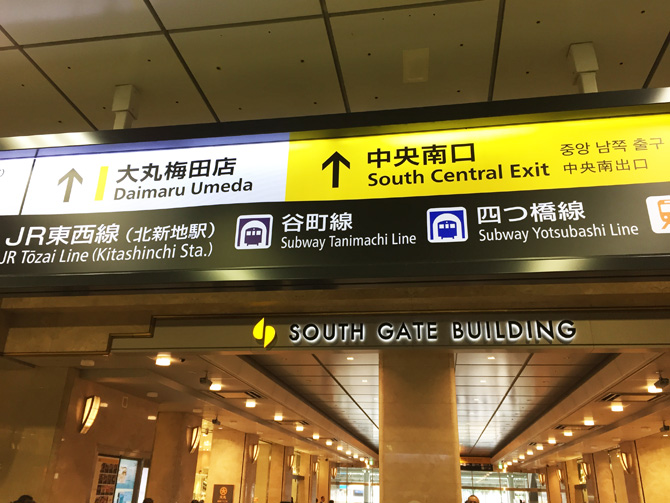 大丸梅田店
Daimaru Umeda
中央南口
South Central Exit
중앙 남쪽 출구
中央南出口
JR東西線(北新地駅)
JR Tōzai Line (Kitashinchi Sta.)
谷町線
Subway Tanimachi Line
四つ橋線
Subway Yotsubashi Line
SOUTH GATE BUILDING